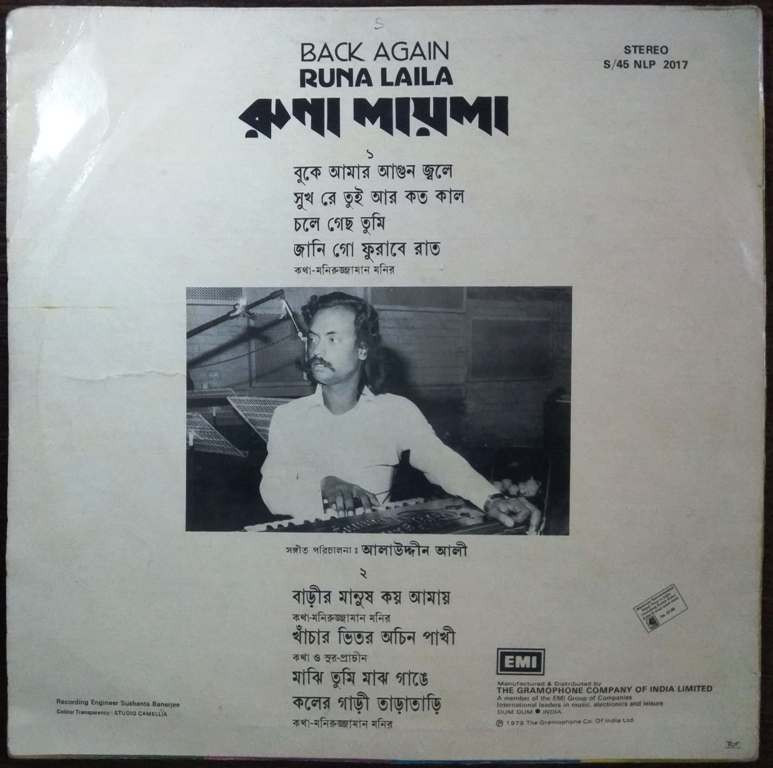 S
BACK AGAIN
RUNA LAILA
রুনা লায়লা
STEREO
S/45 NLP 2017
১
বুকে আমার আগুন জ্বলে
সুখ রে তুই আর কত কাল
চলে গেছ তুমি
জানি গো ফুরাবে রাত
কথা-মনিরুজ্জামান মনির
সঙ্গীত পরিচালনা : আলাউদ্দীন আলী
২
বাড়ীর মানুষ কয় আমায়
কথা-মনিরুজ্জামান মনির
খাঁচার ভিতর অচিন পাখী
কথা ও সুর-প্রাচীন
মাঝি তুমি মাঝ গাঙে
কলের গাড়ী তাড়াতাড়ি
কথা-মনিরুজ্জামান মনির
Recording Engineer Sushanta Banerjee
Colour Transparency : STUDIO CAMELLIA
EMI
Manufactured & Distributed by
THE GRAMOPHONE COMPANY OF INDIA LIMITED
A member of the EMI Group of Companies
International leaders in music, electronics and leisure
DUM DUM ● INDIA
℗ 1979 The Gramophone Co. Of India Ltd.